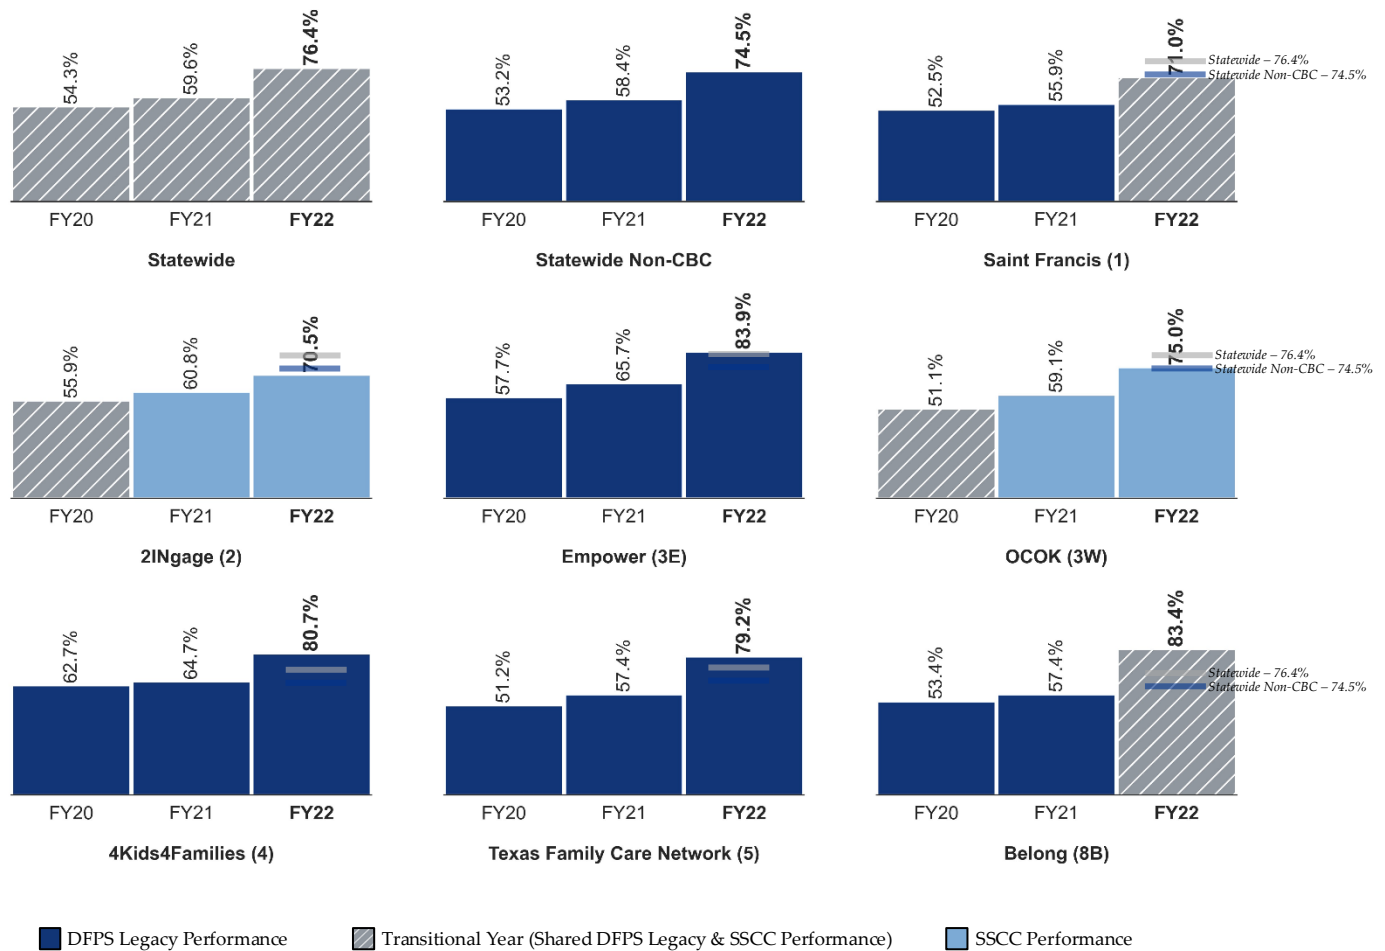 54.3%
59.6%
76.4%
FY20 FY21 FY22
Statewide
53.2%
58.4%
74.5%
FY20 FY21 FY22
Statewide Non-CBC
52.5%
55.9%
71.0%
Statewide – 76.4%
Statewide Non-CBC – 74.5%
FY20 FY21 FY22
Saint Francis (1)
55.9%
60.8%
70.5%
FY20 FY21 FY22
2INgage (2)
57.7%
65.7%
83.9%
FY20 FY21 FY22
Empower (3E)
51.1%
59.1%
75.0%
Statewide – 76.4%
Statewide Non-CBC – 74.5%
FY20 FY21 FY22
OCOK (3W)
62.7%
64.7%
80.7%
FY20 FY21 FY22
4Kids4Families (4)
51.2%
57.4%
79.2%
FY20 FY21 FY22
Texas Family Care Network (5)
53.4%
57.4%
83.4%
Statewide – 76.4%
Statewide Non-CBC – 74.5%
FY20 FY21 FY22
Belong (8B)
DFPS Legacy Performance
Transitional Year (Shared DFPS Legacy & SSCC Performance)
SSCC Performance